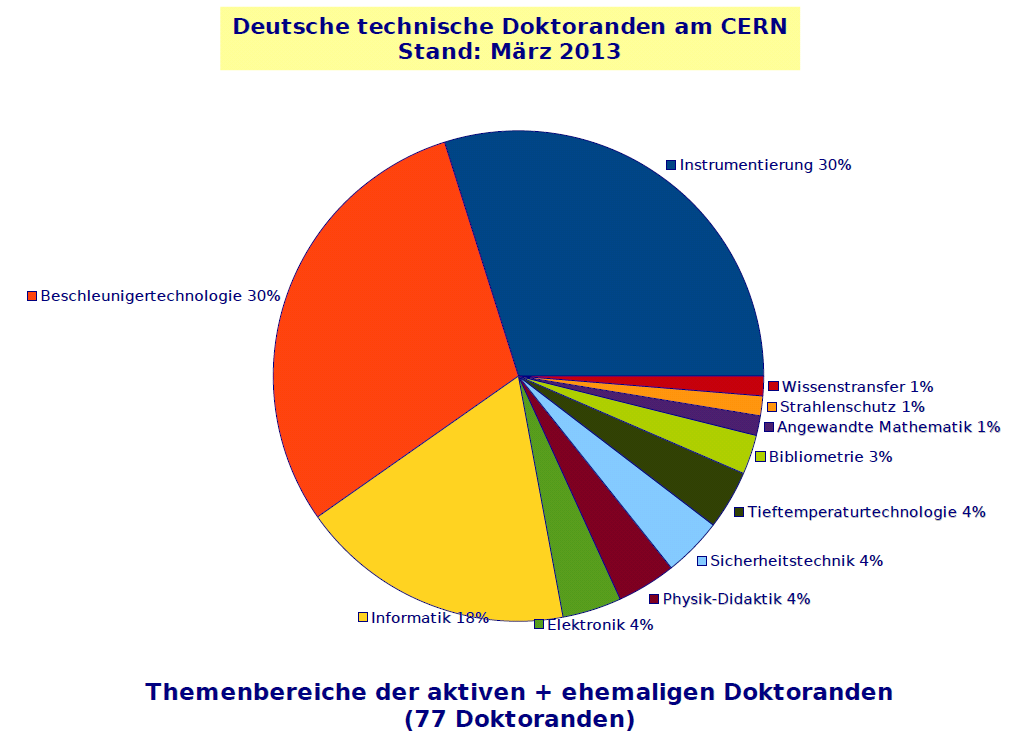 Deutsche technische Doktoranden am CERN
Stand: März 2013
Instrumentierung 30%
Beschleunigertechnologie 30%
Wissenstransfer 1%
Strahlenschutz 1%
Angewandte Mathematik 1%
Bibliometrie 3%
Tieftemperaturtechnologie 4%
Sicherheitstechnik 4%
Physik-Didaktik 4%
Informatik 18%
Elektronik 4%
Themenbereiche der aktiven + ehemaligen Doktoranden
(77 Doktoranden)